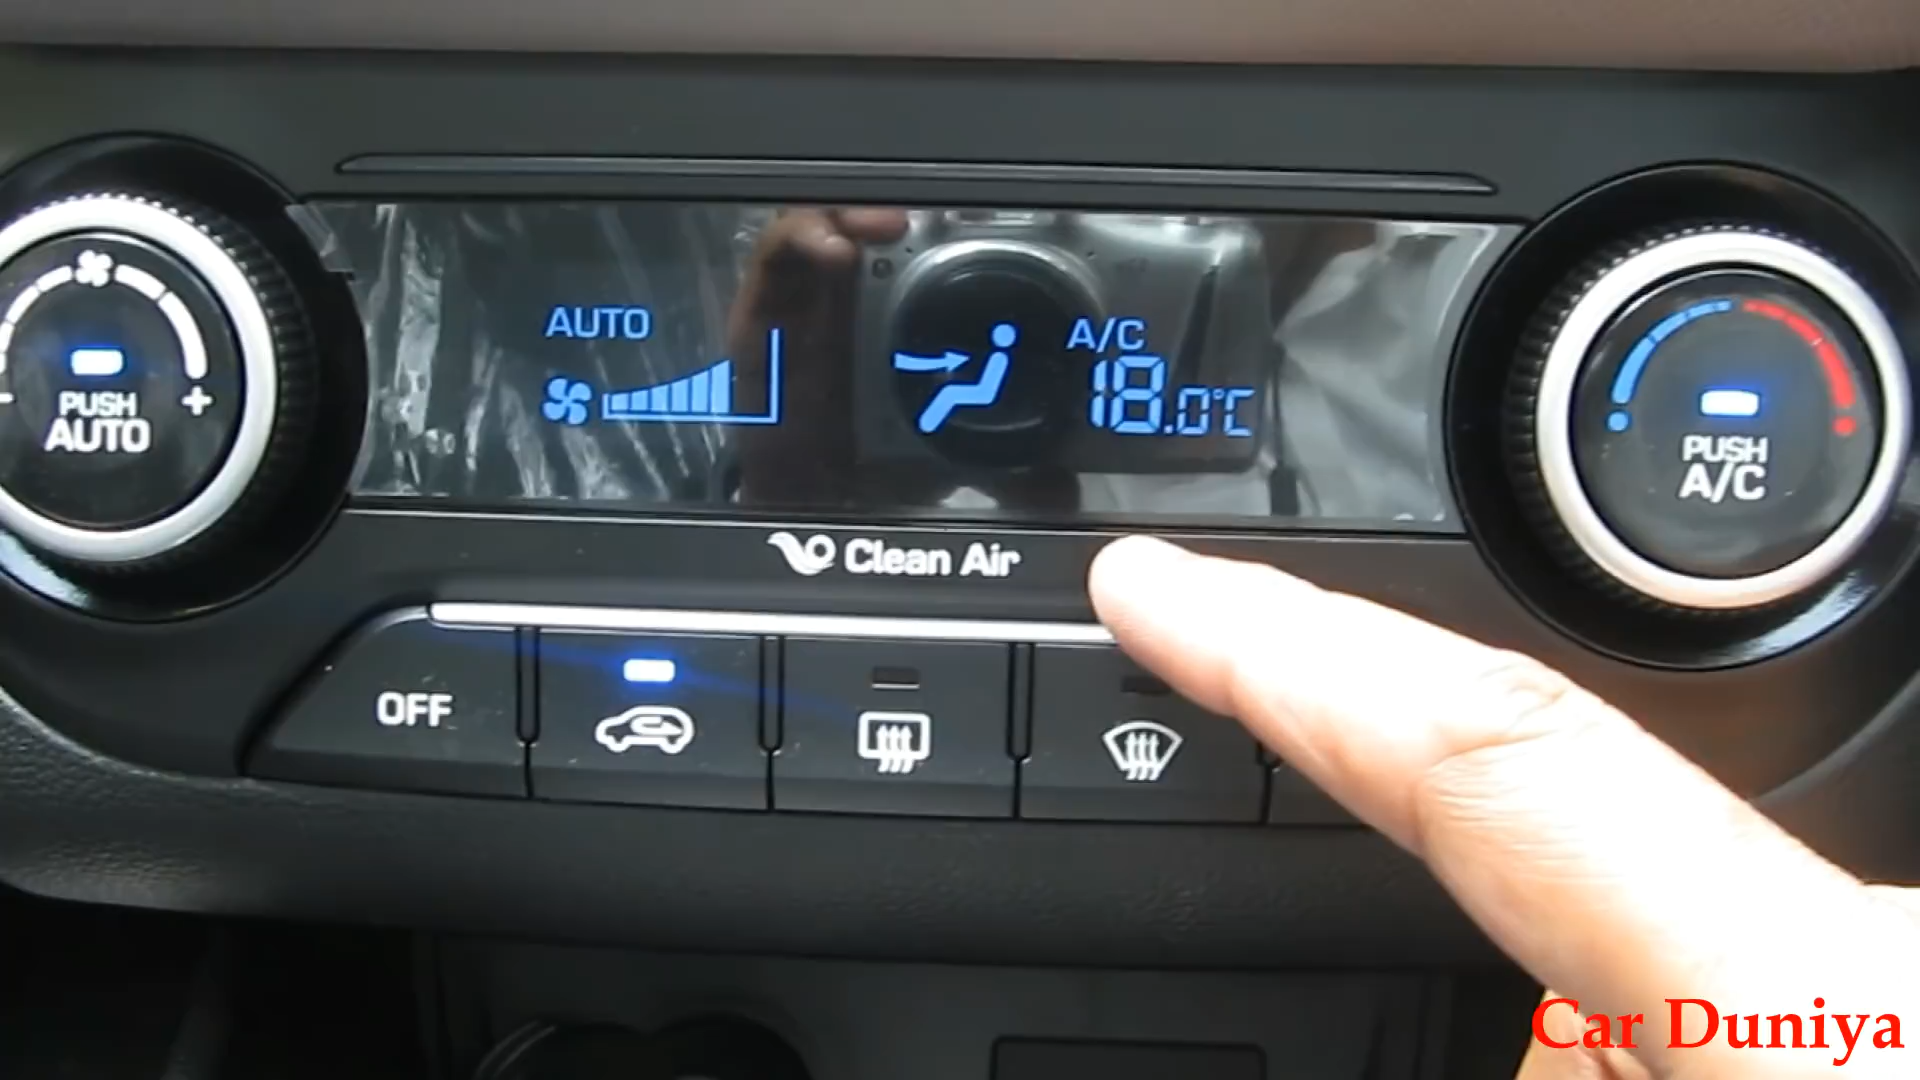 AUTO
A/C
18.0°C
- +
PUSH
AUTO
PUSH
A/C
Clean Air
OFF
Car Duniya